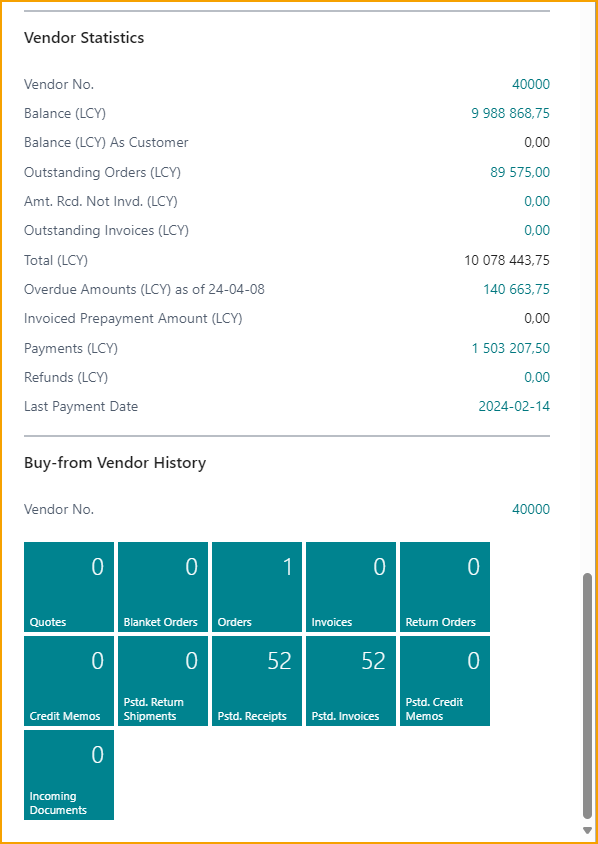 Vendor Statistics
Vendor No. 40000
Balance (LCY) 9 988 868,75
Balance (LCY) As Customer 0,00
Outstanding Orders (LCY) 89 575,00
Amt. Rcd. Not Invd. (LCY) 0,00
Outstanding Invoices (LCY) 0,00
Total (LCY) 10 078 443,75
Overdue Amounts (LCY) as of 24-04-08 140 663,75
Invoiced Prepayment Amount (LCY) 0,00
Payments (LCY) 1 503 207,50
Refunds (LCY) 0,00
Last Payment Date 2024-02-14
Buy-from Vendor History
Vendor No. 40000
0
Quotes
0
Blanket Orders
1
Orders
0
Invoices
0
Return Orders
0
Credit Memos
0
Pstd. Return
Shipments
52
Pstd. Receipts
52
Pstd. Invoices
0
Pstd. Credit
Memos
0
Incoming
Documents